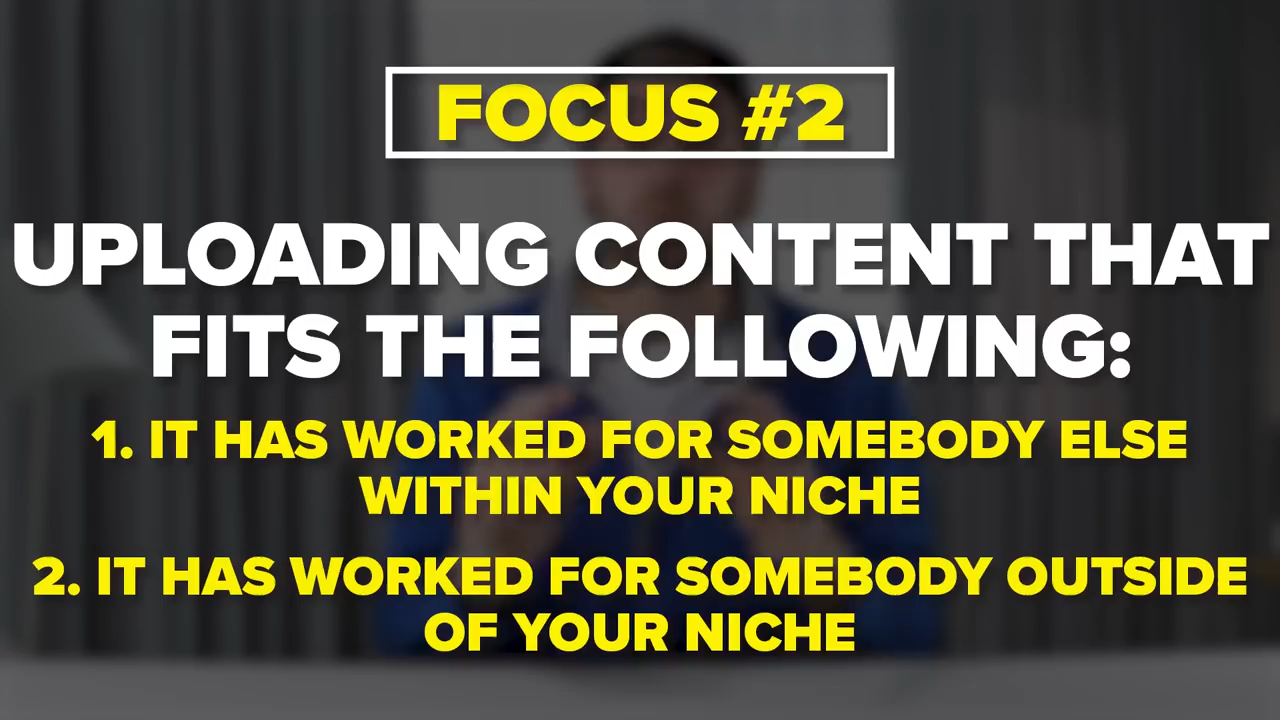 FOCUS #2
UPLOADING CONTENT THAT
FITS THE FOLLOWING:
1. IT HAS WORKED FOR SOMEBODY ELSE
WITHIN YOUR NICHE
2. IT HAS WORKED FOR SOMEBODY OUTSIDE
OF YOUR NICHE